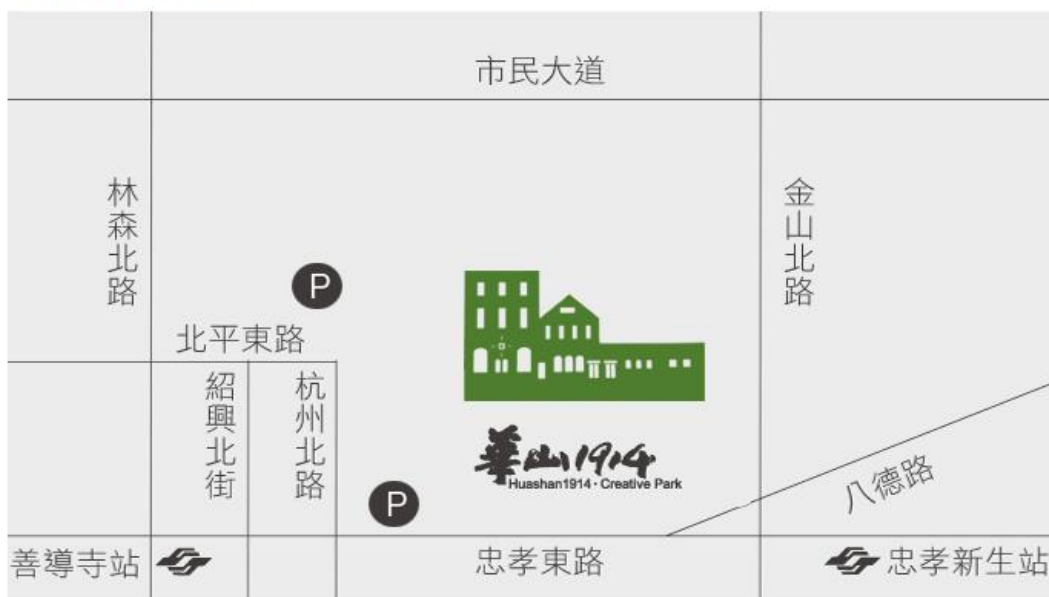 市民大道
林森北路
金山北路
P
北平東路
紹興北街
杭州北路
華山1914
Huashan1914 · Creative Park
P
八德路
善導寺站
忠孝東路
忠孝新生站